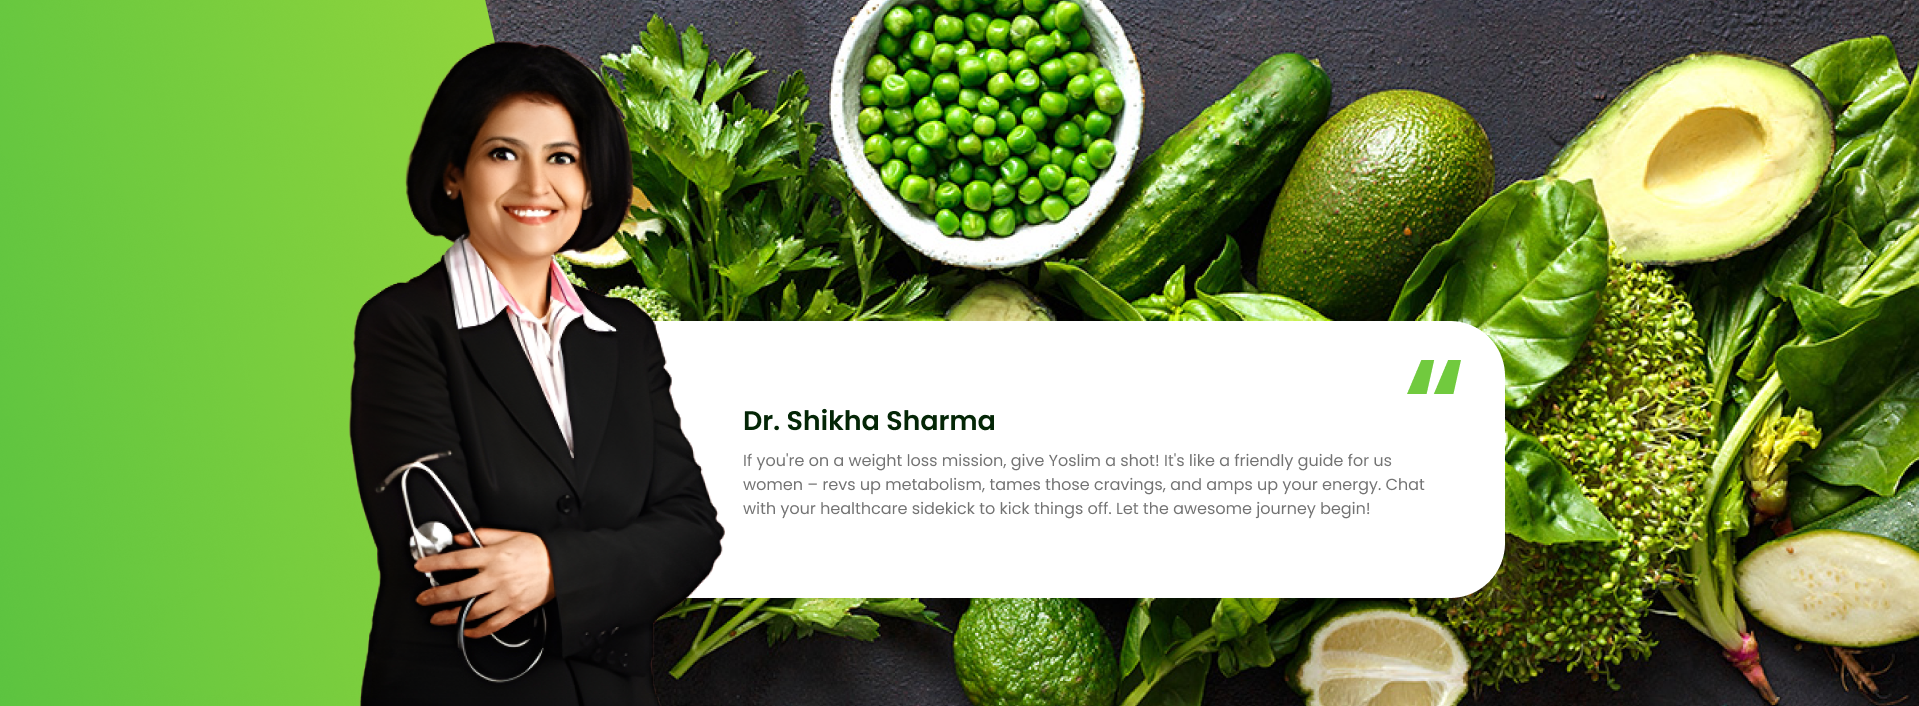 Dr. Shikha Sharma
If you're on a weight loss mission, give Yoslim a shot! It's like a friendly guide for us
women – revs up metabolism, tames those cravings, and amps up your energy. Chat
with your healthcare sidekick to kick things off. Let the awesome journey begin!